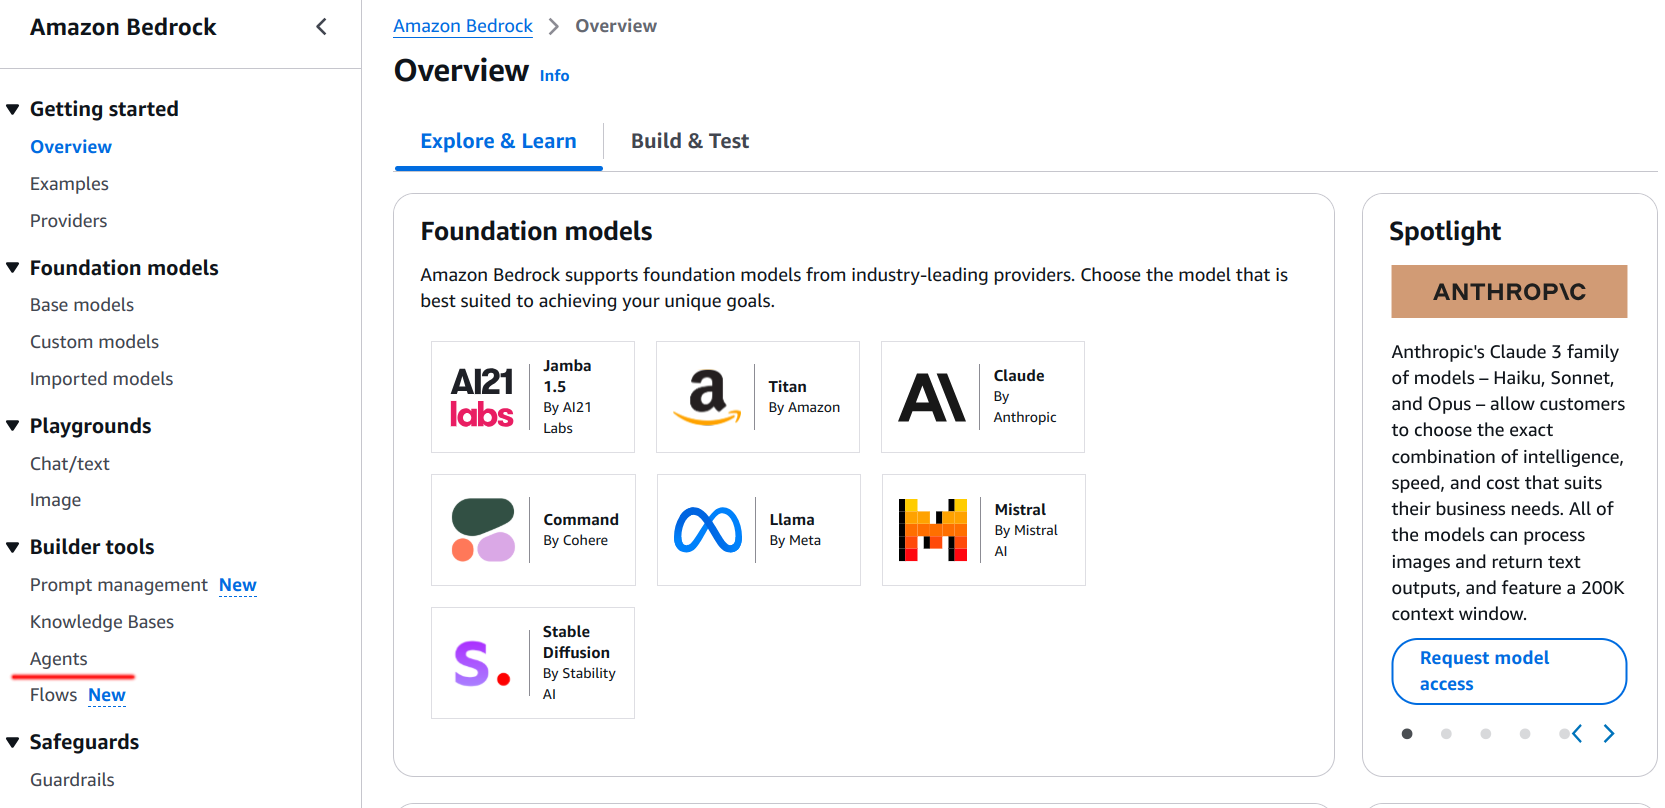 Amazon Bedrock
Getting started
Overview
Examples
Providers
Foundation models
Base models
Custom models
Imported models
Playgrounds
Chat/text
Image
Builder tools
Prompt management New
Knowledge Bases
Agents
Flows New
Safeguards
Guardrails
Amazon Bedrock > Overview
Overview Info
Explore & Learn
Build & Test
Foundation models
Amazon Bedrock supports foundation models from industry-leading providers. Choose the model that is
best suited to achieving your unique goals.
AI21
labs
Jamba
1.5
By AI21
Labs
a
Titan
By Amazon
A\
Claude
By
Anthropic
Command
By Cohere
Llama
By Meta
Mistral
By Mistral
AI
S.
Stable
Diffusion
By Stability
AI
Spotlight
ANTHROP\C
Anthropic's Claude 3 family
of models – Haiku, Sonnet,
and Opus – allow customers
to choose the exact
combination of intelligence,
speed, and cost that suits
their business needs. All of
the models can process
images and return text
outputs, and feature a 200K
context window.
Request model
access